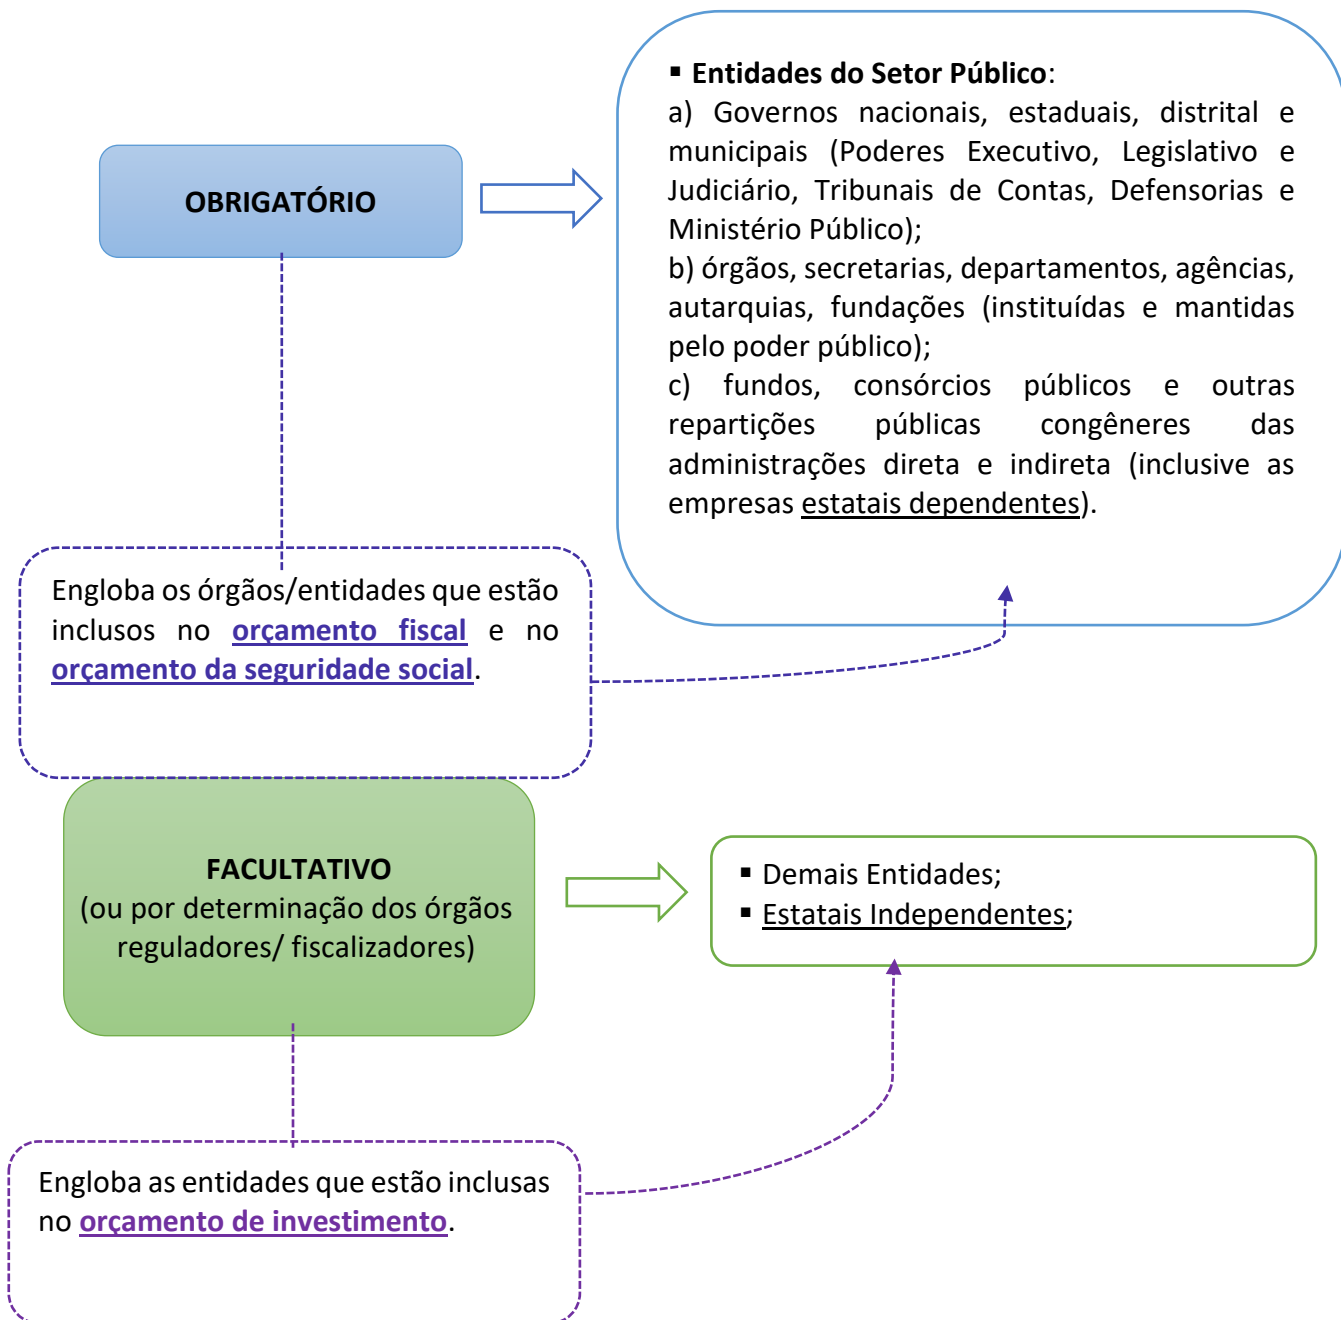 OBRIGATÓRIO
▪ Entidades do Setor Público:
a) Governos nacionais, estaduais, distrital e
municipais (Poderes Executivo, Legislativo e
Judiciário, Tribunais de Contas, Defensorias e
Ministério Público);
b) órgãos, secretarias, departamentos, agências,
autarquias, fundações (instituídas e mantidas
pelo poder público);
c) fundos, consórcios públicos e outras
repartições públicas congêneres das
administrações direta e indireta (inclusive as
empresas estatais dependentes).
Engloba os órgãos/entidades que estão
inclusos no orçamento fiscal e no
orçamento da seguridade social.
FACULTATIVO
(ou por determinação dos órgãos
reguladores/ fiscalizadores)
▪ Demais Entidades;
▪ Estatais Independentes;
Engloba as entidades que estão inclusas
no orçamento de investimento.